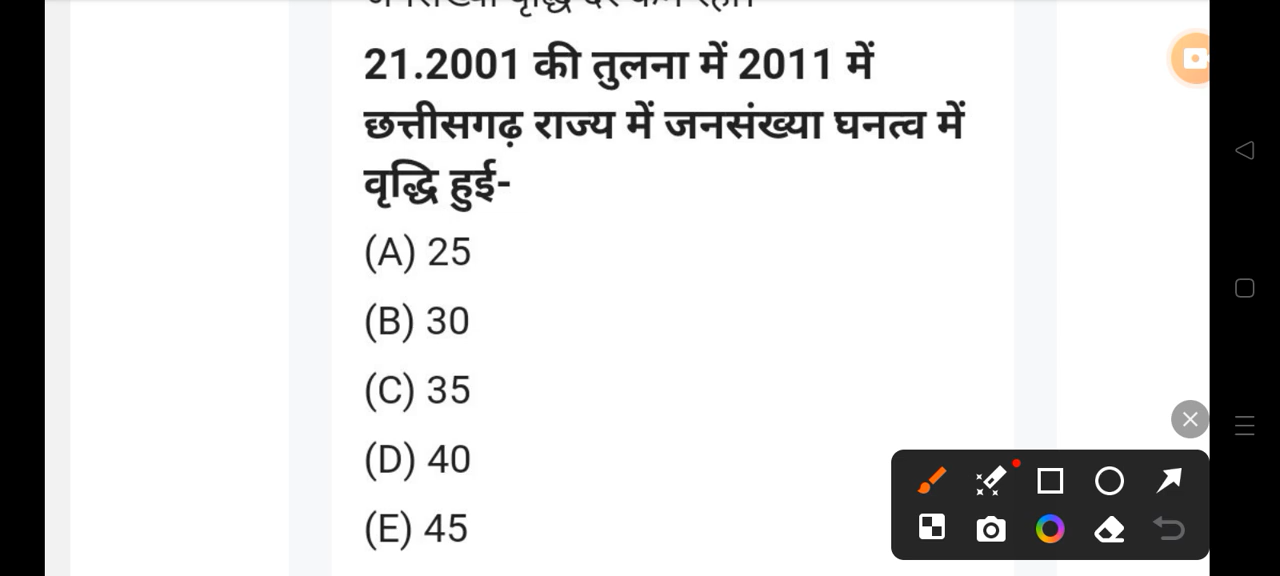 21.2001 की तुलना में 2011 में
छत्तीसगढ़ राज्य में जनसंख्या घनत्व में
वृद्धि हुई-
(A) 25
(B) 30
(C) 35
(D) 40
(E) 45